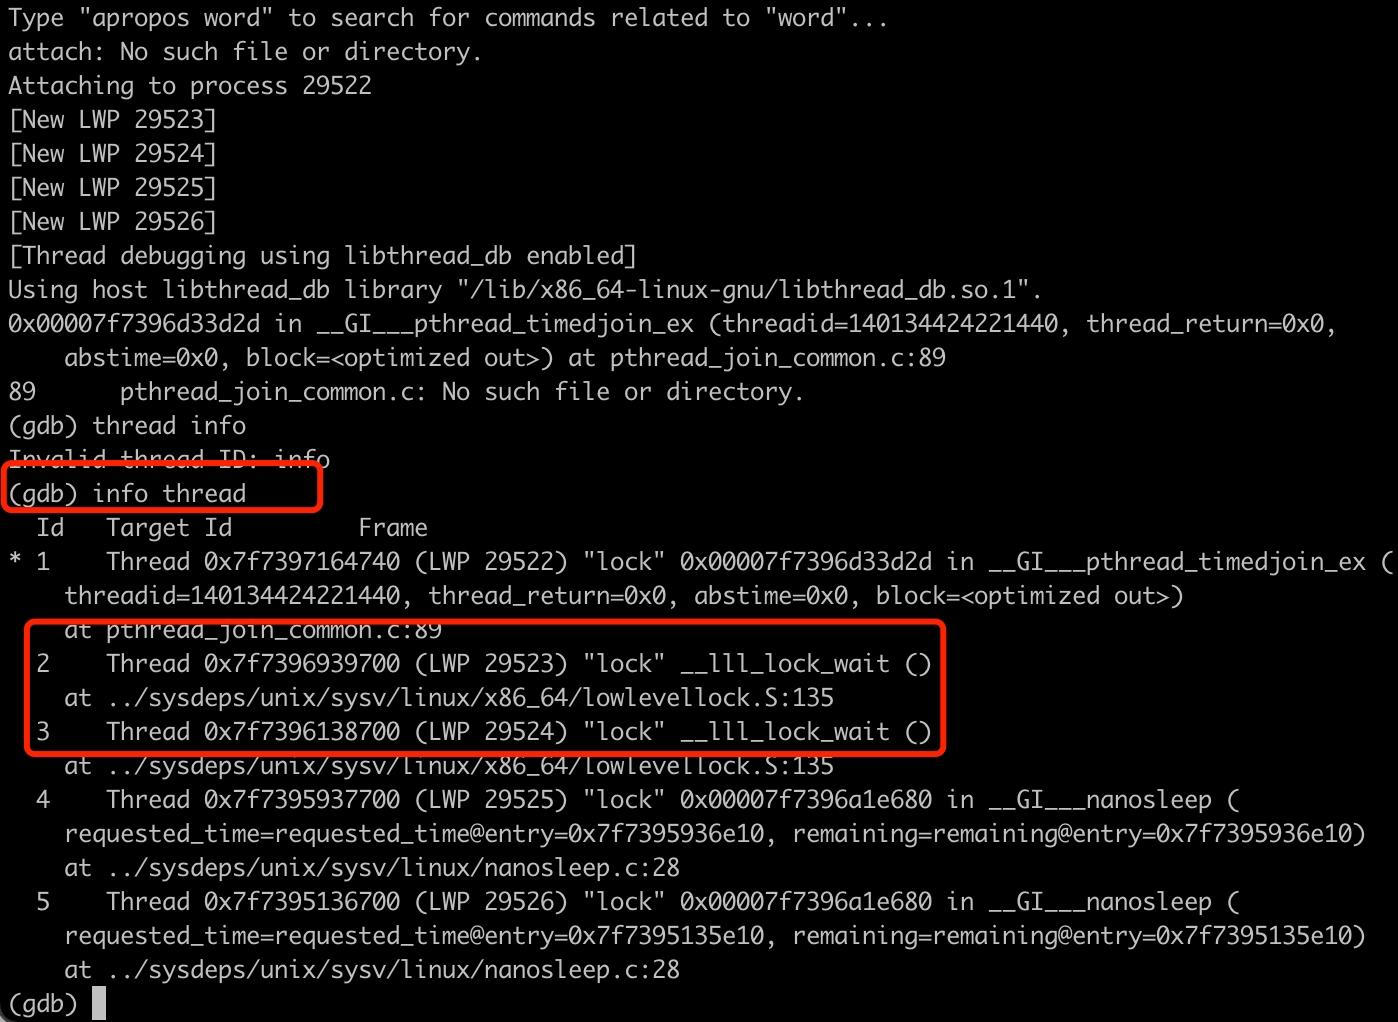 Type "apropos word" to search for commands related to "word"...
attach: No such file or directory.
Attaching to process 29522
[New LWP 29523]
[New LWP 29524]
[New LWP 29525]
[New LWP 29526]
[Thread debugging using libthread_db enabled]
Using host libthread_db library "/lib/x86_64-linux-gnu/libthread_db.so.1".
0x00007f7396d33d2d in __GI___pthread_timedjoin_ex (threadid=140134424221440, thread_return=0x0,
    abstime=0x0, block=<optimized out>) at pthread_join_common.c:89
89      pthread_join_common.c: No such file or directory.
(gdb) thread info
Invalid thread ID: info
(gdb) info thread
  Id   Target Id         Frame
* 1    Thread 0x7f7397164740 (LWP 29522) "lock" 0x00007f7396d33d2d in __GI___pthread_timedjoin_ex (
    threadid=140134424221440, thread_return=0x0, abstime=0x0, block=<optimized out>)
    at pthread_join_common.c:89
  2    Thread 0x7f7396939700 (LWP 29523) "lock" __lll_lock_wait ()
    at ../sysdeps/unix/sysv/linux/x86_64/lowlevellock.S:135
  3    Thread 0x7f7396138700 (LWP 29524) "lock" __lll_lock_wait ()
    at ../sysdeps/unix/sysv/linux/x86_64/lowlevellock.S:135
  4    Thread 0x7f7395937700 (LWP 29525) "lock" 0x00007f7396a1e680 in __GI___nanosleep (
    requested_time=requested_time@entry=0x7f7395936e10, remaining=remaining@entry=0x7f7395936e10)
    at ../sysdeps/unix/sysv/linux/nanosleep.c:28
  5    Thread 0x7f7395136700 (LWP 29526) "lock" 0x00007f7396a1e680 in __GI___nanosleep (
    requested_time=requested_time@entry=0x7f7395135e10, remaining=remaining@entry=0x7f7395135e10)
    at ../sysdeps/unix/sysv/linux/nanosleep.c:28
(gdb)